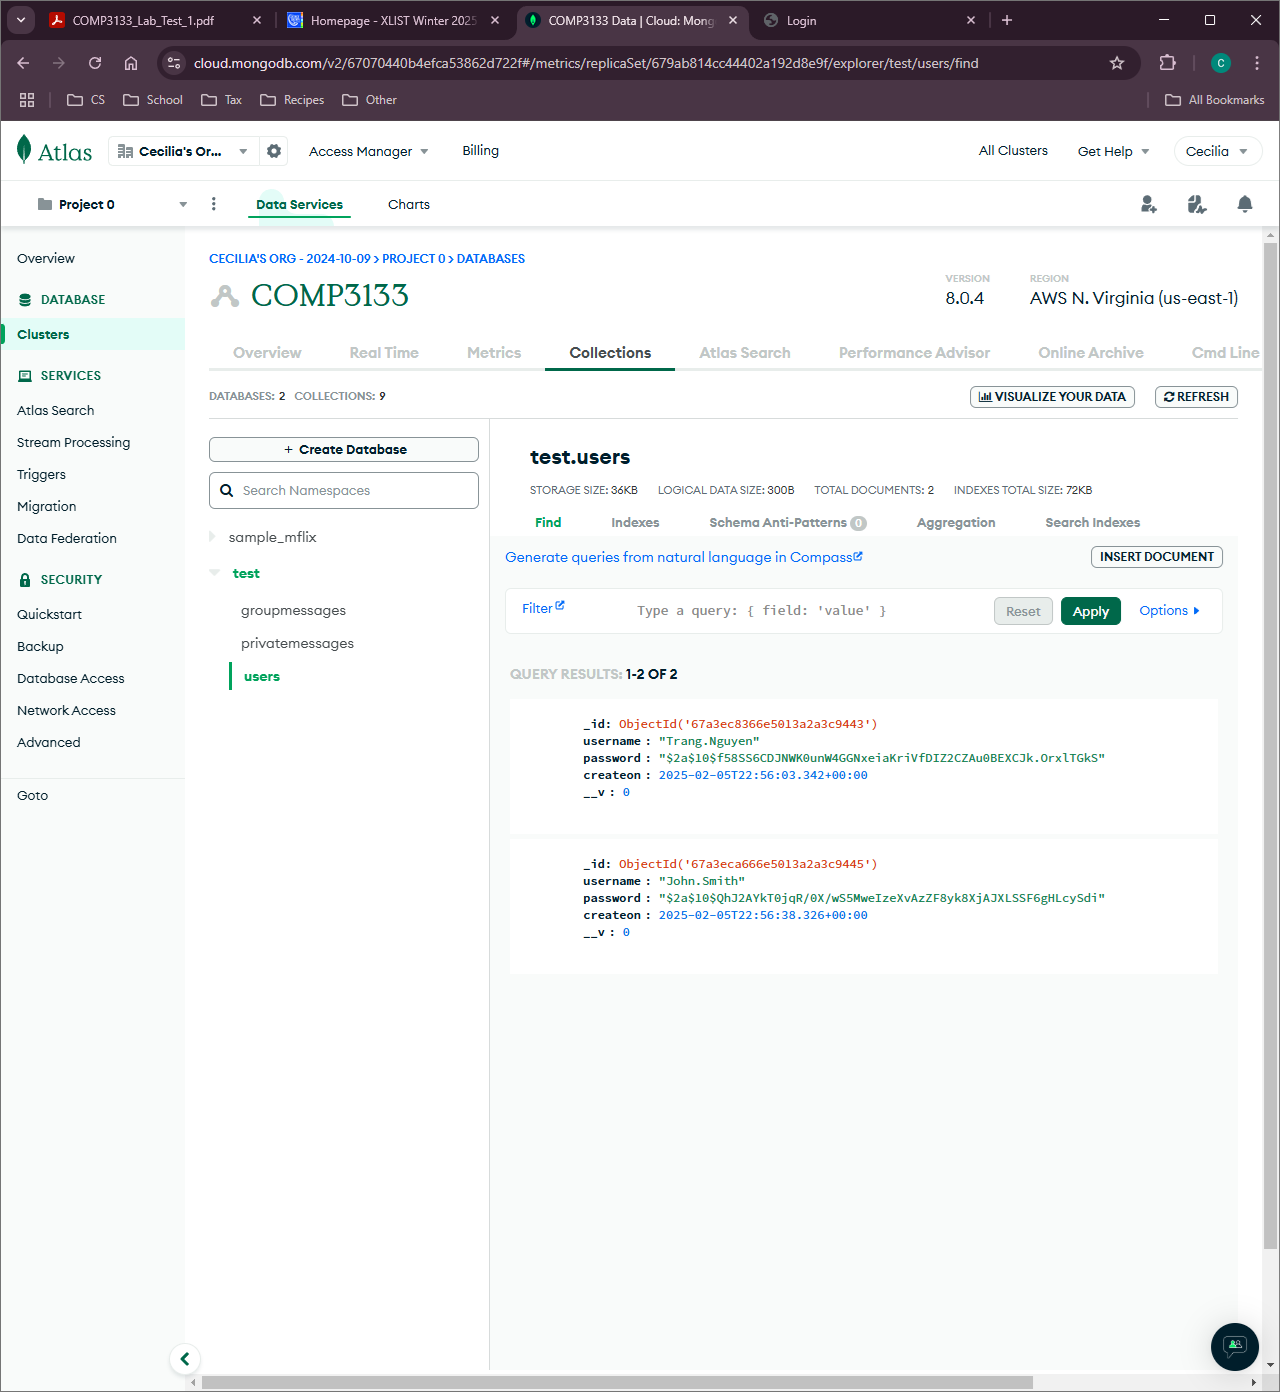 COMP3133_Lab_Test_1.pdf
Homepage - XLIST Winter 2025
COMP3133 Data | Cloud: Mong
Login
cloud.mongodb.com/v2/67070440b4efca53862d722f#/metrics/replicaSet/679ab814cc44402a192d8e9f/explorer/test/users/find
C
CS
School
Tax
Recipes
Other
All Bookmarks
Atlas
Cecilia's Or...
Access Manager
Billing
All Clusters
Get Help
Cecilia
Project 0
Data Services
Charts
Overview
DATABASE
Clusters
SERVICES
Atlas Search
Stream Processing
Triggers
Migration
Data Federation
SECURITY
Quickstart
Backup
Database Access
Network Access
Advanced
Goto
CECILIA'S ORG - 2024-10-09 > PROJECT 0 > DATABASES
COMP3133
VERSION
8.0.4
REGION
AWS N. Virginia (us-east-1)
Overview
Real Time
Metrics
Collections
Atlas Search
Performance Advisor
Online Archive
Cmd Line
DATABASES: 2 COLLECTIONS: 9
VISUALIZE YOUR DATA
REFRESH
+ Create Database
Search Namespaces
sample_mflix
test
groupmessages
privatemessages
users
test.users
STORAGE SIZE: 36KB LOGICAL DATA SIZE: 300B TOTAL DOCUMENTS: 2 INDEXES TOTAL SIZE: 72KB
Find
Indexes
Schema Anti-Patterns 0
Aggregation
Search Indexes
Generate queries from natural language in Compass
INSERT DOCUMENT
Filter
Type a query: { field: 'value' }
Reset
Apply
Options
QUERY RESULTS: 1-2 OF 2
_id: ObjectId('67a3ec8366e5013a2a3c9443')
username : "Trang.Nguyen"
password : "$2a$10$f58SS6CDJNWK0unW4GGNxeiaKriVfDIZ2CZAu0BEXCJk.OrxlTGkS"
createon : 2025-02-05T22:56:03.342+00:00
__v : 0
_id: ObjectId('67a3eca666e5013a2a3c9445')
username : "John.Smith"
password : "$2a$10$QhJ2AYkT0jqR/0X/wS5MweIzeXvAzZF8yk8XjAJXLSSF6gHLcySdi"
createon : 2025-02-05T22:56:38.326+00:00
__v : 0